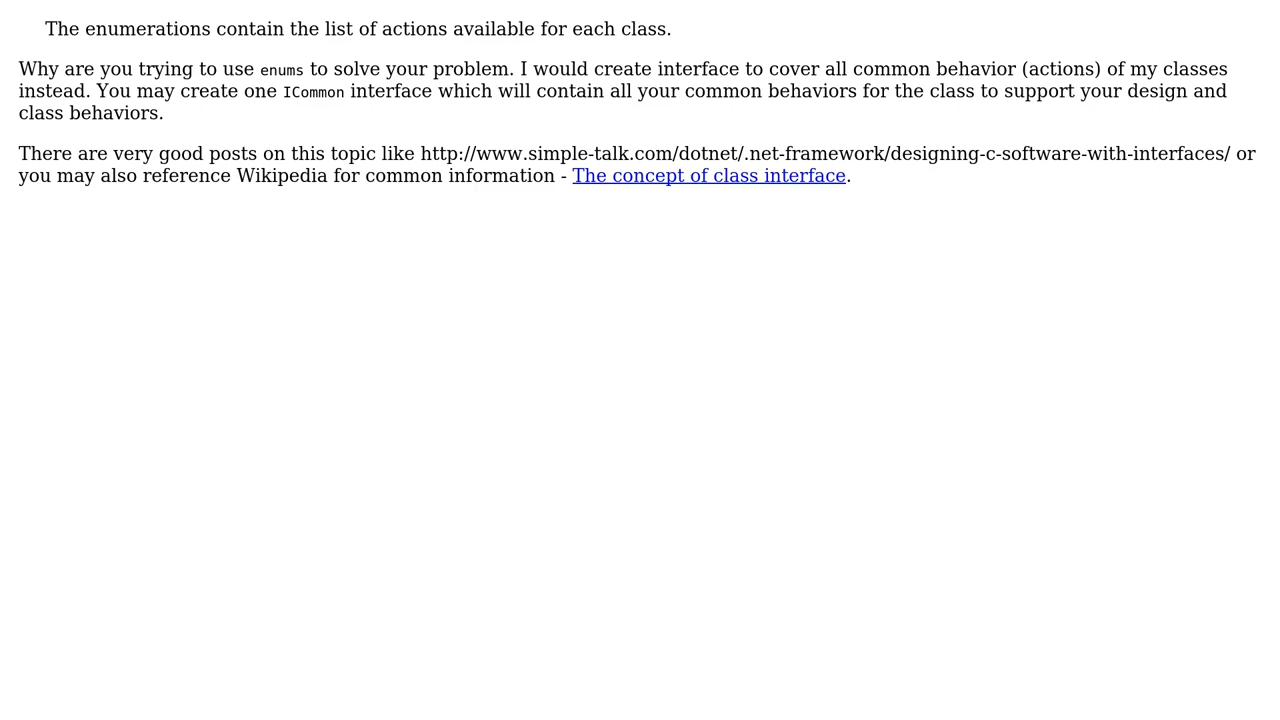 The enumerations contain the list of actions available for each class.
Why are you trying to use enums to solve your problem. I would create interface to cover all common behavior (actions) of my classes
instead. You may create one ICommon interface which will contain all your common behaviors for the class to support your design and
class behaviors.
There are very good posts on this topic like http://www.simple-talk.com/dotnet/.net-framework/designing-c-software-with-interfaces/ or
you may also reference Wikipedia for common information - The concept of class interface.